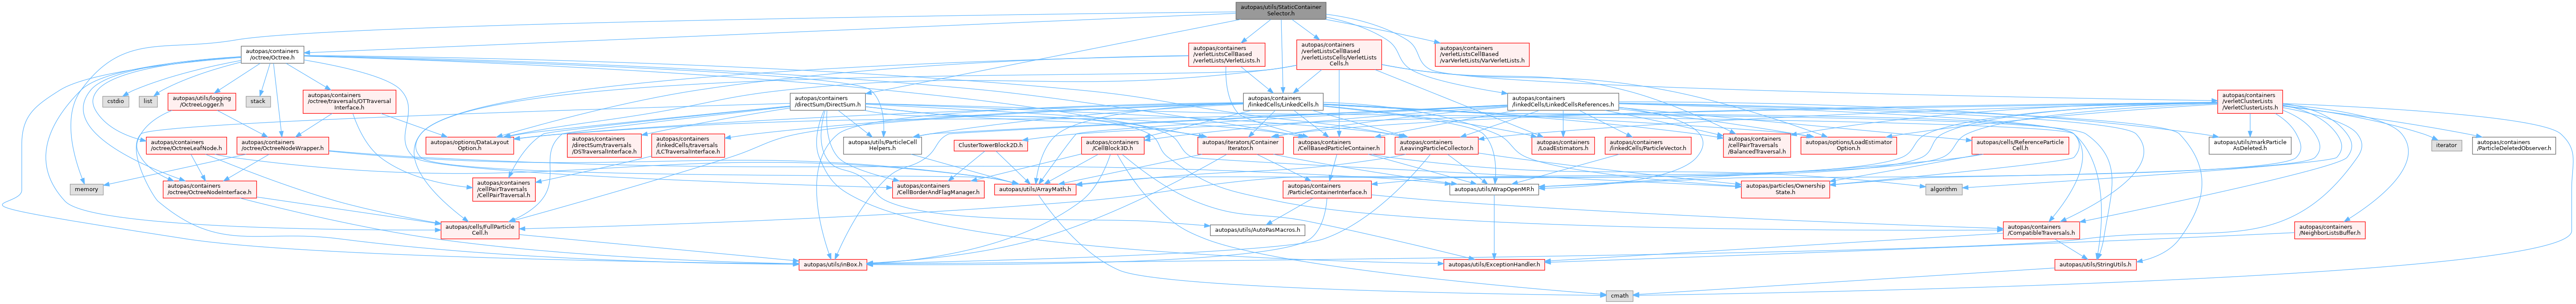 autopas/utils/StaticContainer
Selector.h
autopas/containers
/octree/Octree.h
autopas/containers
/verletListsCellBased
/verletLists/VerletLists.h
autopas/containers
/verletListsCellBased
/verletListsCells/VerletLists
Cells.h
autopas/containers
/verletListsCellBased
/varVerletLists/VarVerletLists.h
cstdio
list
autopas/utils/logging
/OctreeLogger.h
stack
autopas/containers
/octree/traversals/OTTraversal
Interface.h
autopas/containers
/directSum/DirectSum.h
autopas/containers
/linkedCells/LinkedCells.h
autopas/containers
/linkedCells/LinkedCellsReferences.h
autopas/containers
/verletClusterLists
/VerletClusterLists.h
autopas/containers
/octree/OctreeLeafNode.h
autopas/containers
/octree/OctreeNodeWrapper.h
autopas/options/DataLayout
Option.h
autopas/containers
/directSum/traversals
/DSTraversalInterface.h
autopas/containers
/linkedCells/traversals
/LCTraversalInterface.h
autopas/utils/ParticleCell
Helpers.h
ClusterTowerBlock2D.h
autopas/containers
/CellBlock3D.h
autopas/iterators/Container
Iterator.h
autopas/containers
/CellBasedParticleContainer.h
autopas/containers
/LeavingParticleCollector.h
autopas/containers
/LoadEstimators.h
autopas/containers
/linkedCells/ParticleVector.h
autopas/containers
/cellPairTraversals
/BalancedTraversal.h
autopas/options/LoadEstimator
Option.h
autopas/cells/ReferenceParticle
Cell.h
autopas/utils/markParticle
AsDeleted.h
iterator
autopas/containers
/ParticleDeletedObserver.h
memory
autopas/containers
/octree/OctreeNodeInterface.h
autopas/containers
/cellPairTraversals
/CellPairTraversal.h
autopas/containers
/CellBorderAndFlagManager.h
autopas/utils/ArrayMath.h
autopas/containers
/ParticleContainerInterface.h
autopas/utils/WrapOpenMP.h
autopas/particles/Ownership
State.h
algorithm
autopas/cells/FullParticle
Cell.h
autopas/utils/AutoPasMacros.h
autopas/containers
/CompatibleTraversals.h
autopas/containers
/NeighborListsBuffer.h
autopas/utils/inBox.h
autopas/utils/ExceptionHandler.h
autopas/utils/StringUtils.h
cmath